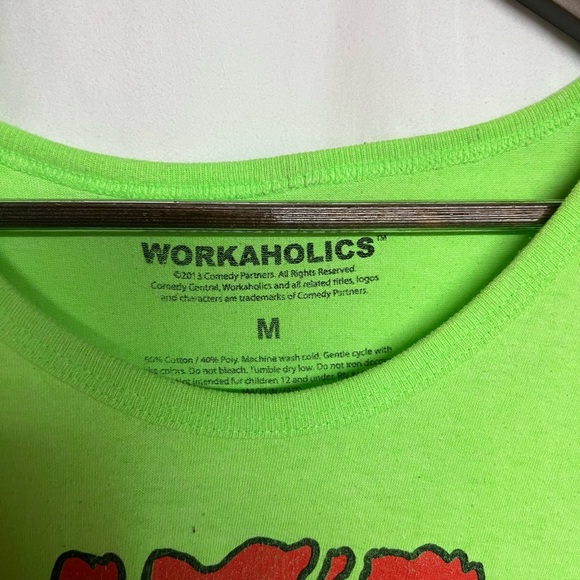 WORKAHOLICS™
©2013 Comedy Partners. All Rights Reserved.
Comedy Central, Workaholics and all related titles, logos
and characters are trademarks of Comedy Partners.
M
60% Cotton / 40% Poly. Machine wash cold. Gentle cycle with
colors. Do not bleach. Tumble dry low. Do not iron
intended for children 12 and under